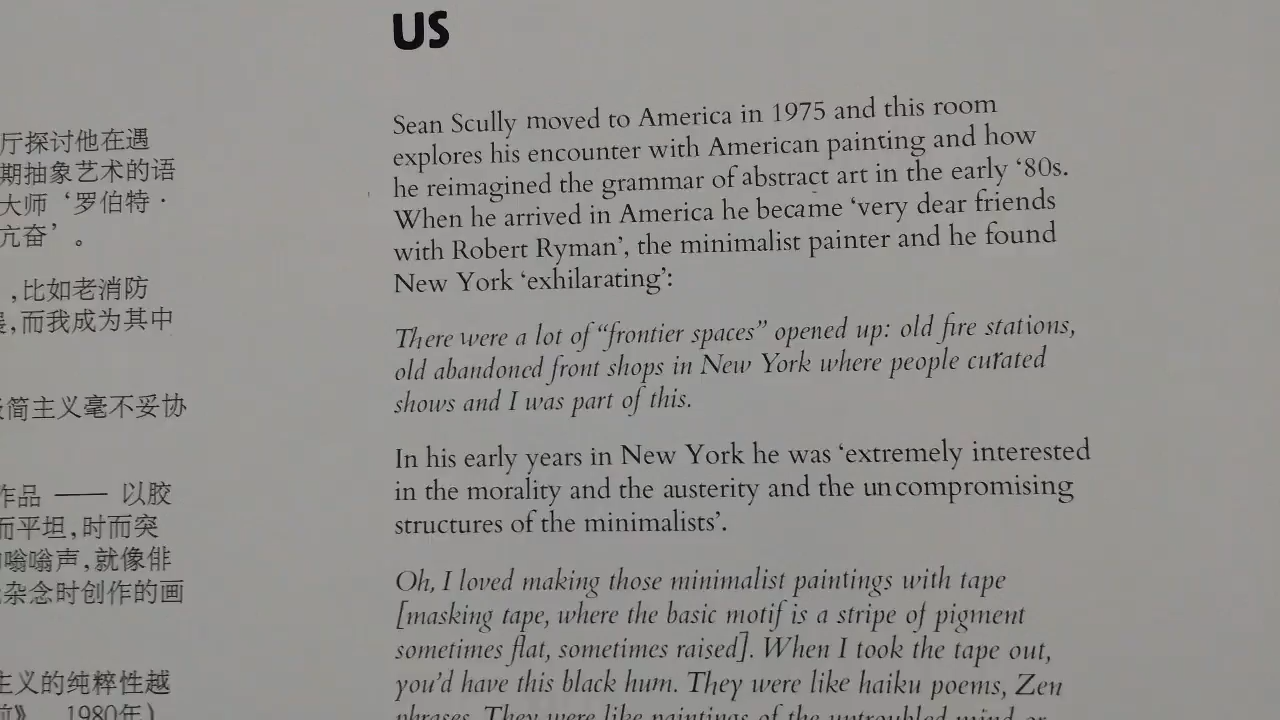 厅探讨他在遇
期抽象艺术的语
大师‘罗伯特·
亢奋’。
,比如老消防
,而我成为其中
简主义毫不妥协
作品 —— 以胶
而平坦,时而突
嗡嗡声,就像俳
杂念时创作的画
主义的纯粹性越
1980年)
US
Sean Scully moved to America in 1975 and this room
explores his encounter with American painting and how
he reimagined the grammar of abstract art in the early ‘80s.
When he arrived in America he became ‘very dear friends
with Robert Ryman’, the minimalist painter and he found
New York ‘exhilarating’:
There were a lot of “frontier spaces” opened up: old fire stations,
old abandoned front shops in New York where people curated
shows and I was part of this.
In his early years in New York he was ‘extremely interested
in the morality and the austerity and the uncompromising
structures of the minimalists’.
Oh, I loved making those minimalist paintings with tape
[masking tape, where the basic motif is a stripe of pigment
sometimes flat, sometimes raised]. When I took the tape out,
you’d have this black hum. They were like haiku poems, Zen
phrases. They were like paintings of the untroubled mind or